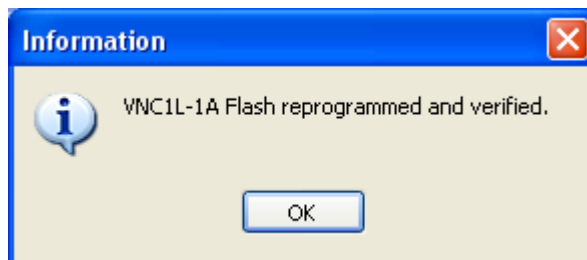 Information
VNC1L-1A Flash reprogrammed and verified.
OK